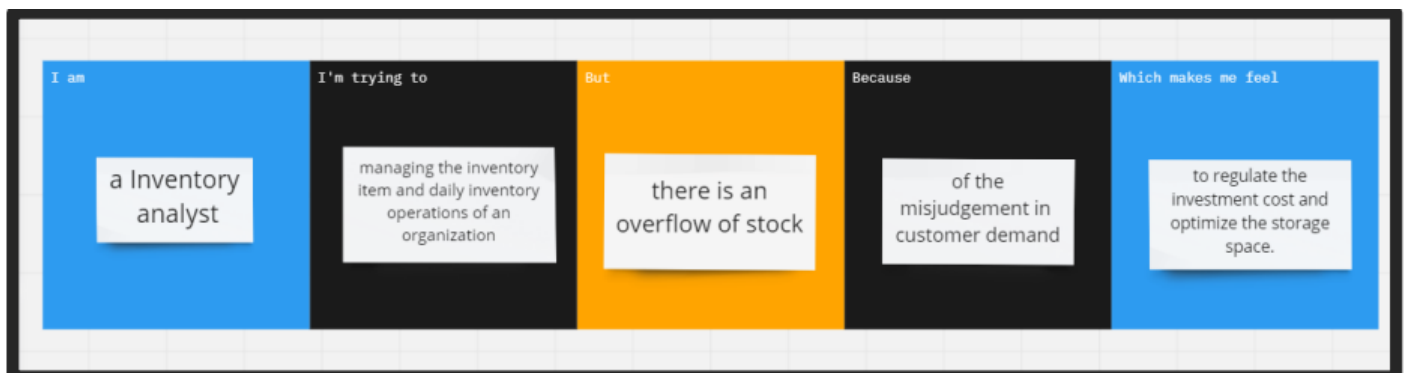 I am
a Inventory
analyst
I'm trying to
managing the inventory
item and daily inventory
operations of an
organization
But
there is an
overflow of stock
Because
of the
misjudgement in
customer demand
Which makes me feel
to regulate the
investment cost and
optimize the storage
space.